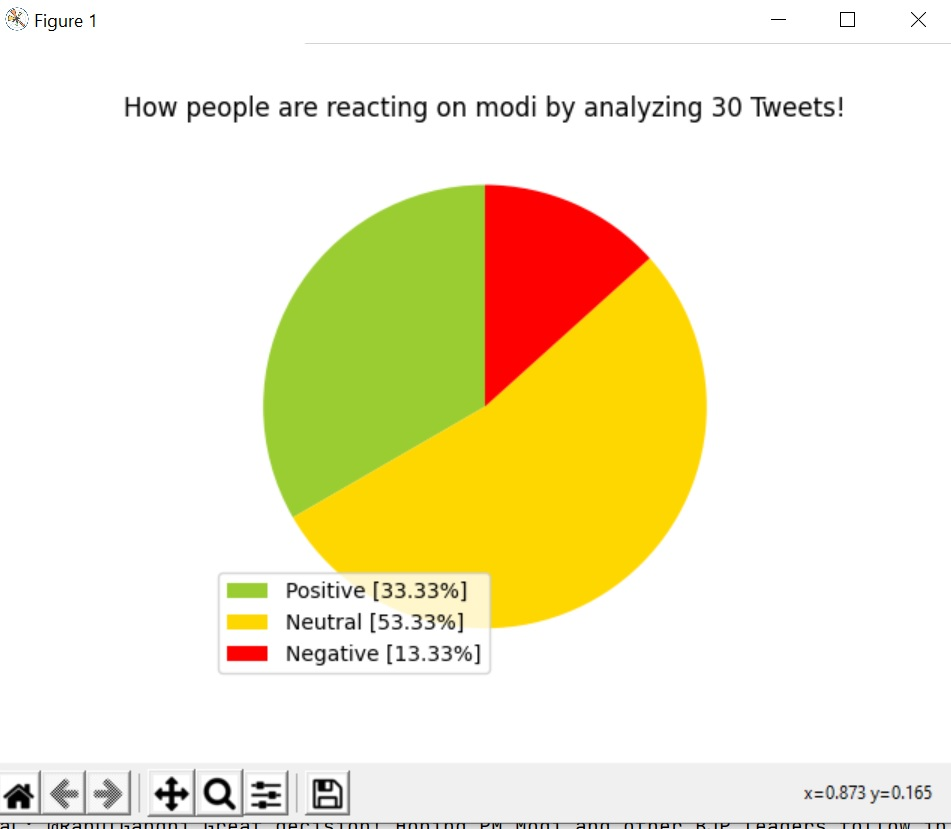 Figure 1
How people are reacting on modi by analyzing 30 Tweets!
Positive [33.33%]
Neutral [53.33%]
Negative [13.33%]
x=0.873 y=0.165